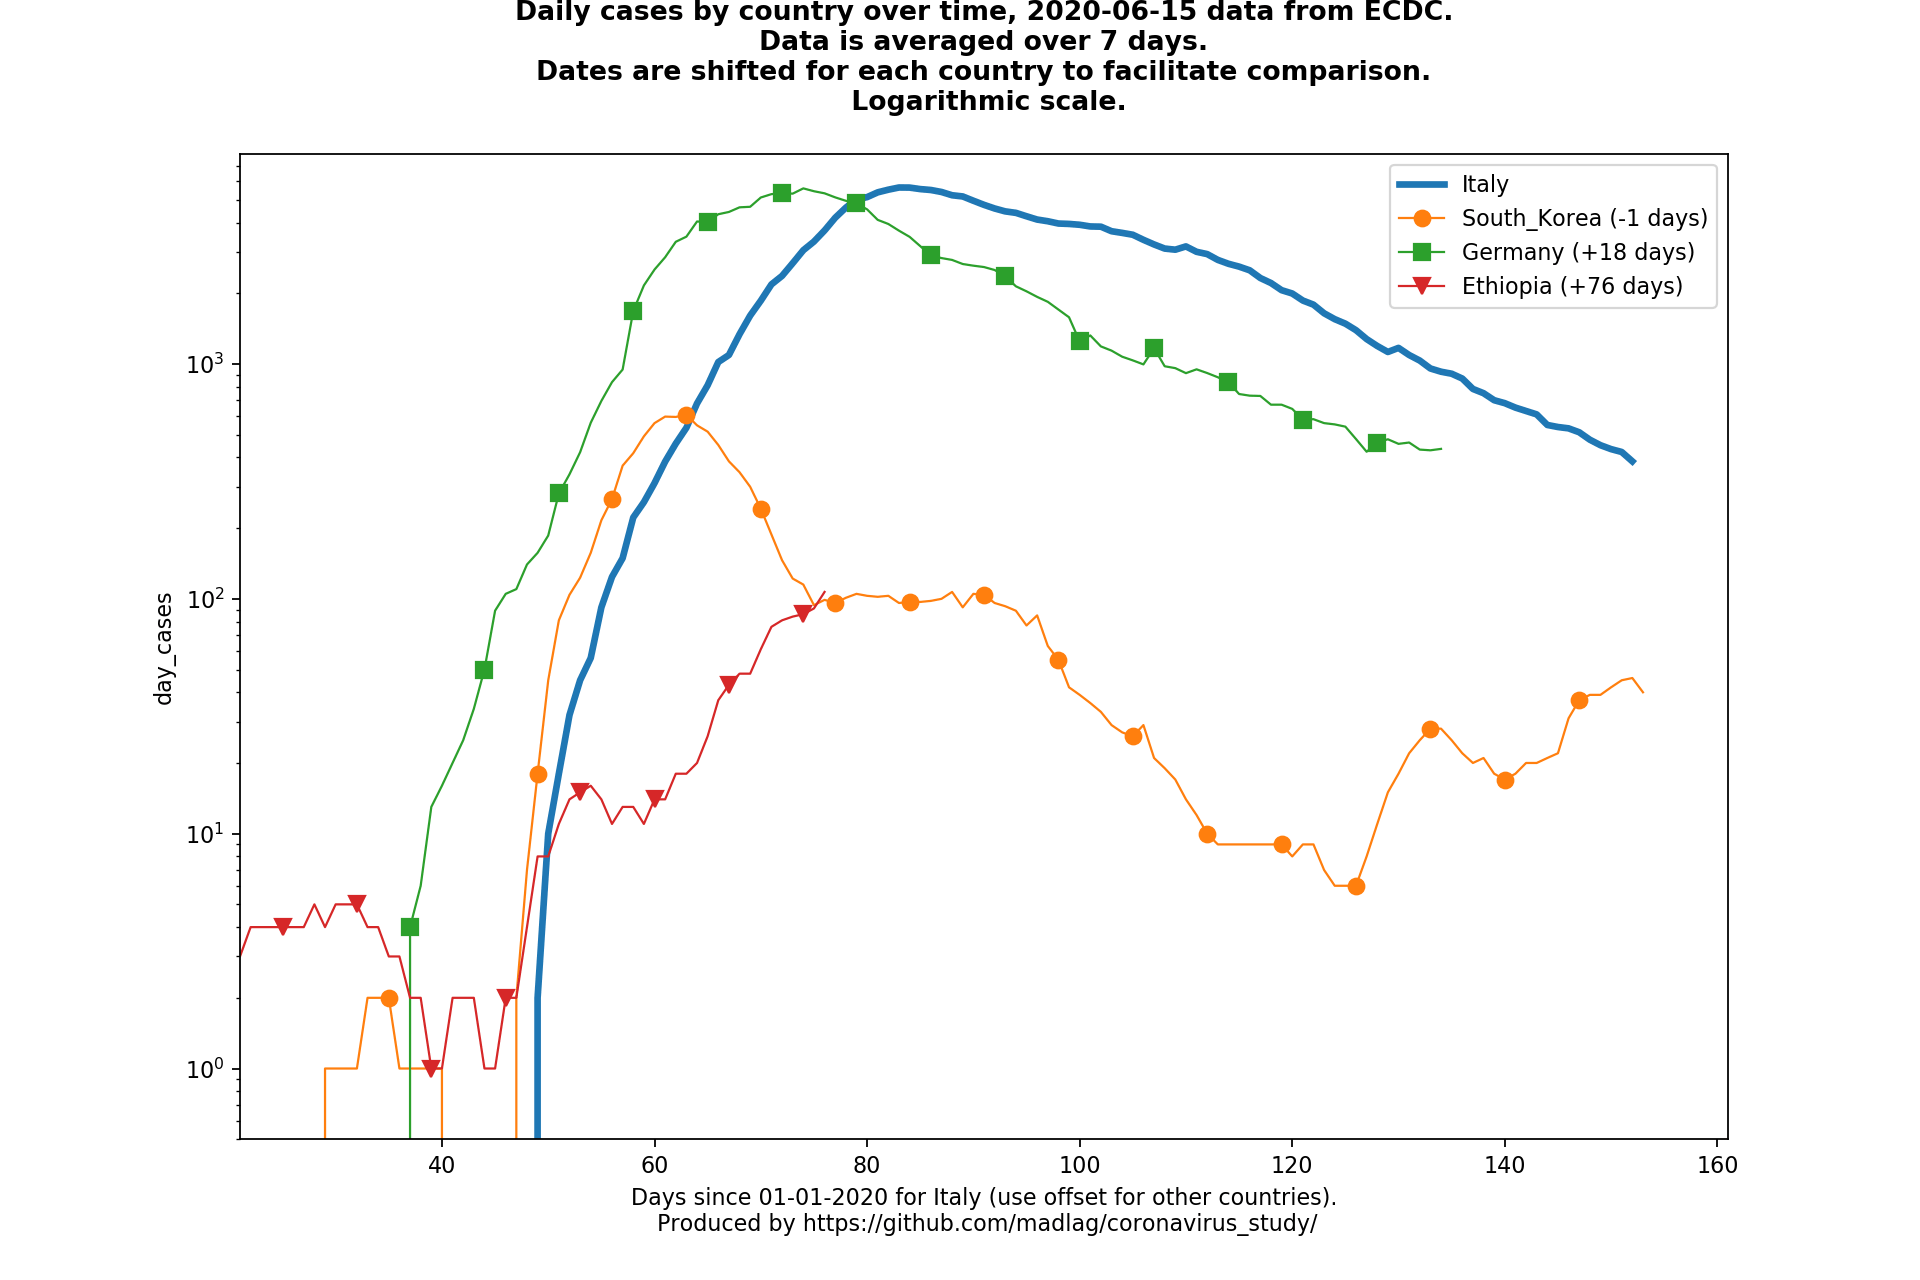 Daily cases by country over time, 2020-06-15 data from ECDC.
Data is averaged over 7 days.
Dates are shifted for each country to facilitate comparison.
Logarithmic scale.
Italy
South_Korea (-1 days)
Germany (+18 days)
Ethiopia (+76 days)
day_cases
10³
10²
10¹
10⁰
40 60 80 100 120 140 160
Days since 01-01-2020 for Italy (use offset for other countries).
Produced by https://github.com/madlag/coronavirus_study/